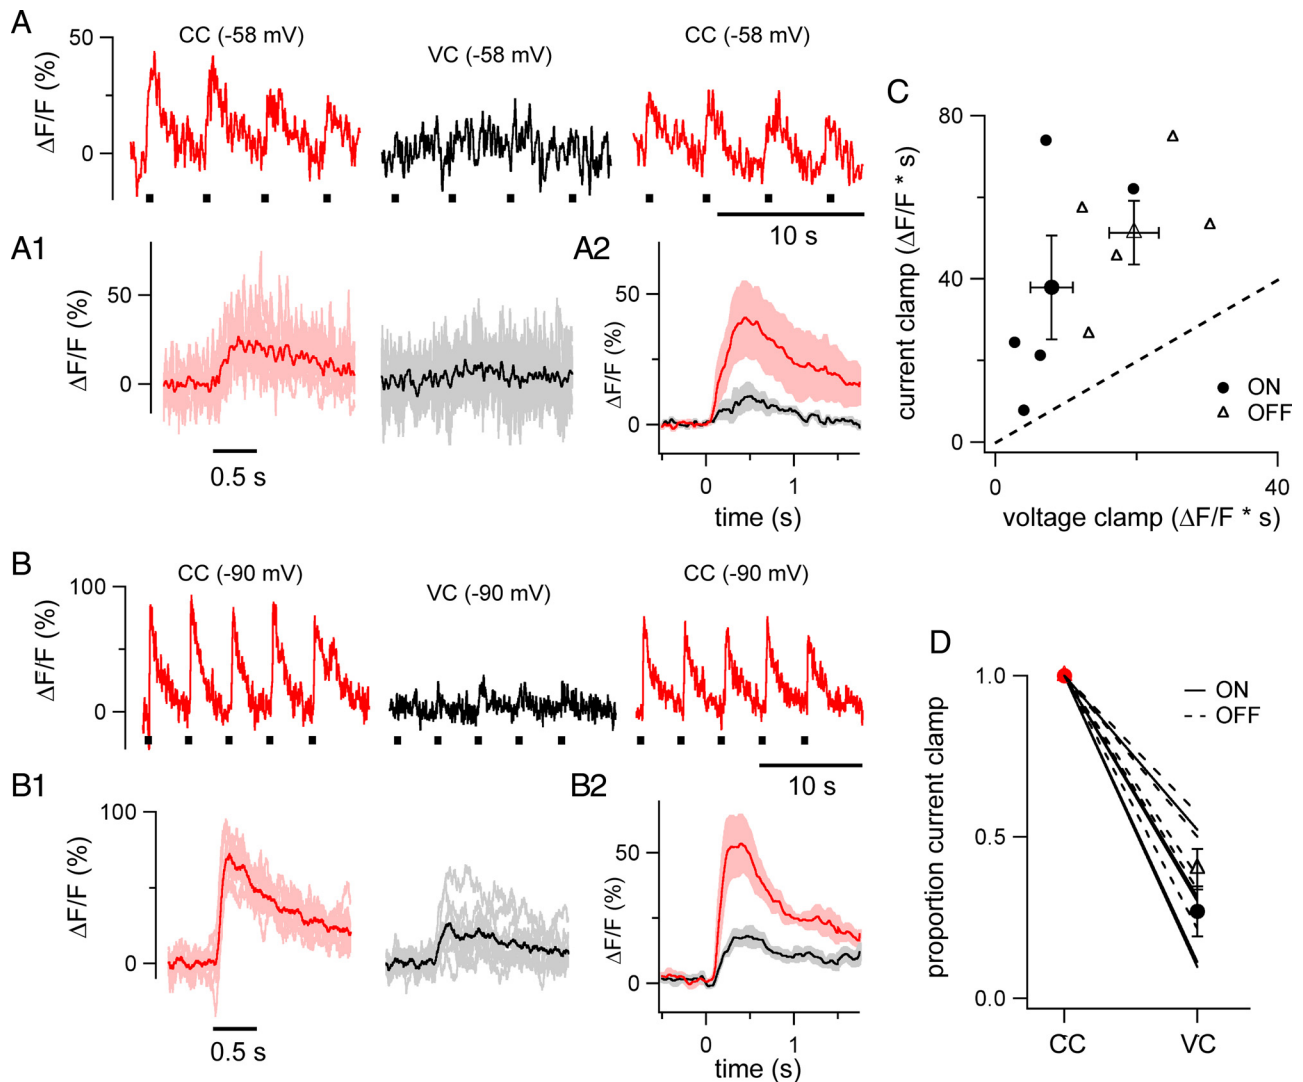 A
CC (-58 mV)
VC (-58 mV)
CC (-58 mV)
50
0
ΔF/F (%)
10 s
A1
50
0
ΔF/F (%)
0.5 s
A2
50
0
ΔF/F (%)
0 1
time (s)
C
80
40
0
current clamp (ΔF/F * s)
ON
OFF
0 40
voltage clamp (ΔF/F * s)
B
CC (-90 mV)
VC (-90 mV)
CC (-90 mV)
100
0
ΔF/F (%)
10 s
B1
100
0
ΔF/F (%)
0.5 s
B2
50
0
ΔF/F (%)
0 1
time (s)
D
1.0
0.5
0.0
proportion current clamp
ON
OFF
CC VC